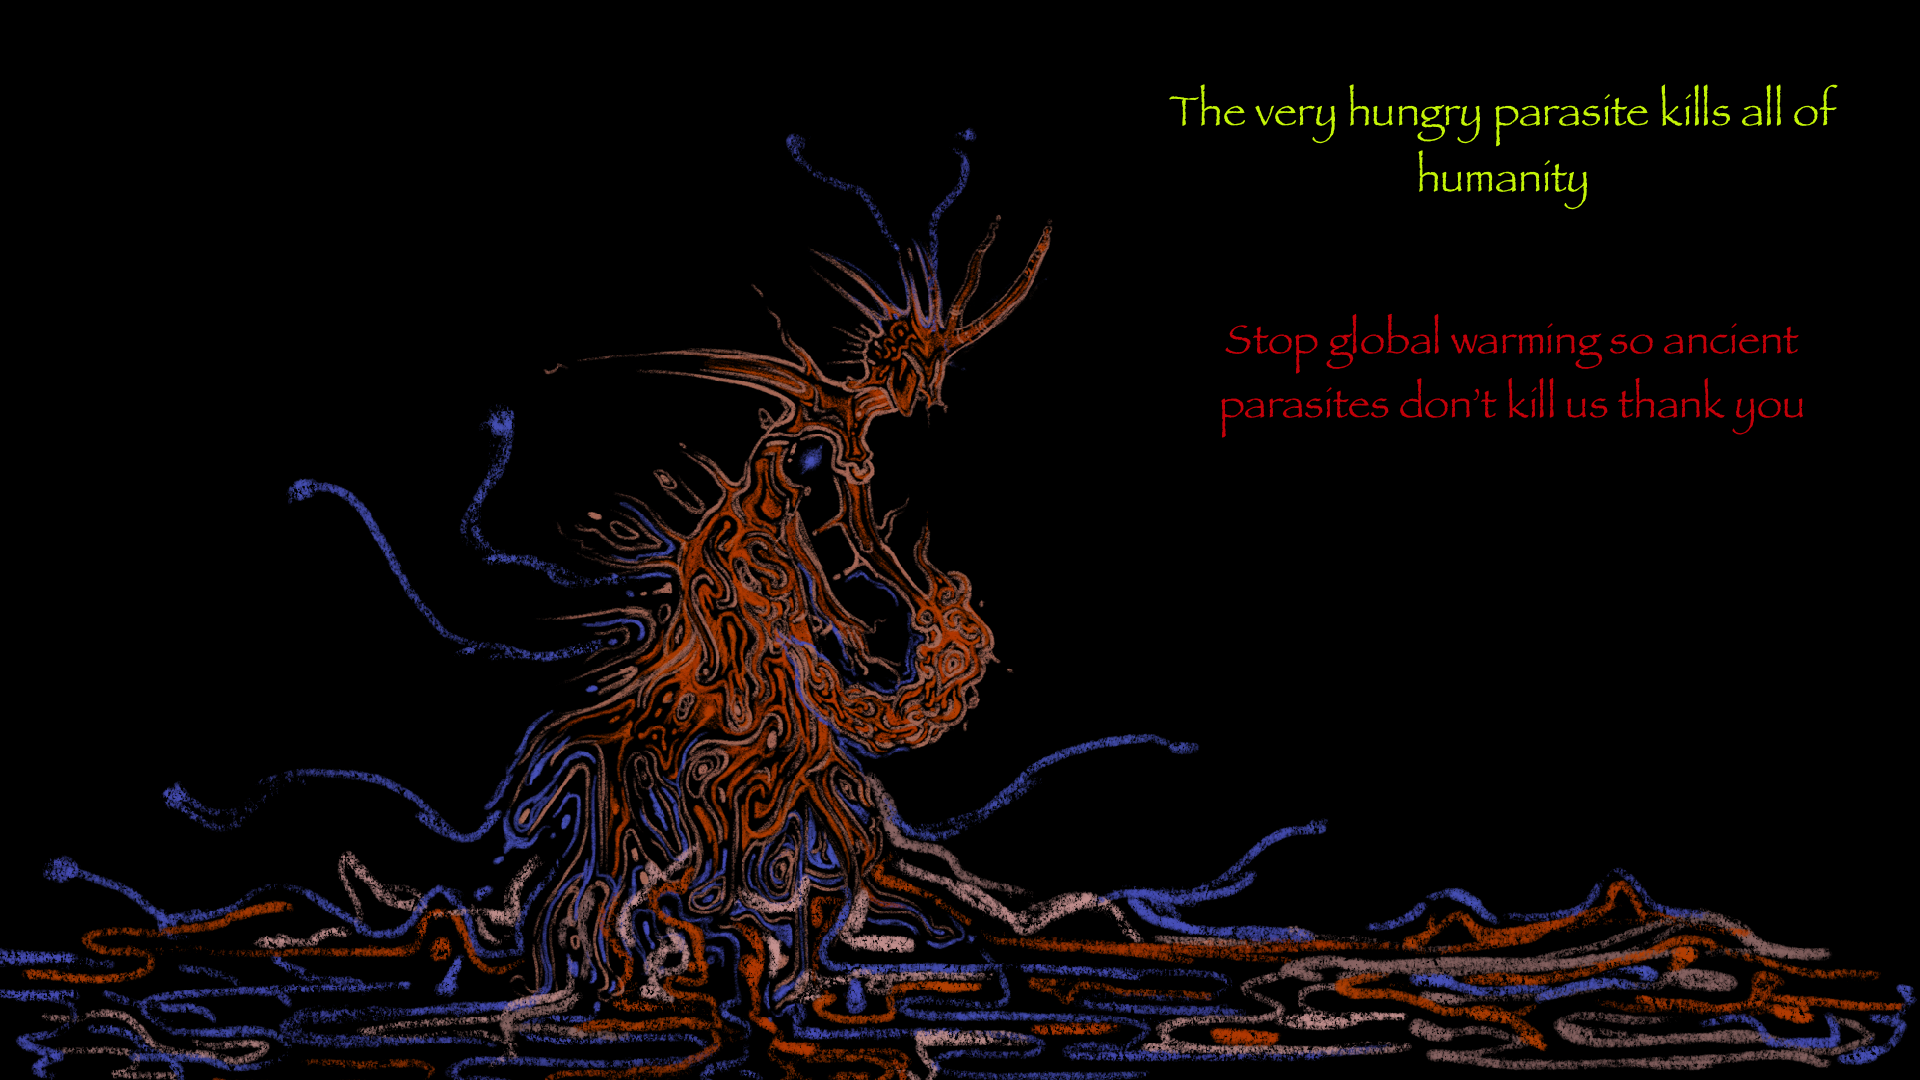 The very hungry parasite kills all of
humanity
Stop global warming so ancient
parasites don't kill us thank you